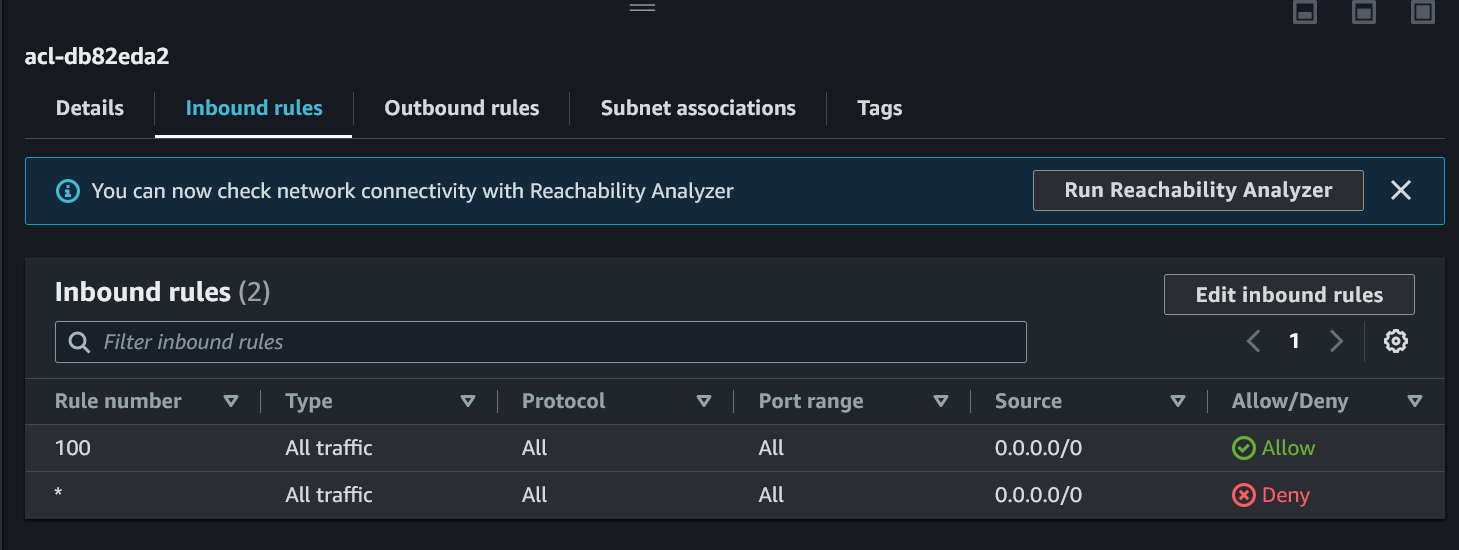 acl-db82eda2
Details Inbound rules Outbound rules Subnet associations Tags
You can now check network connectivity with Reachability Analyzer Run Reachability Analyzer
Inbound rules (2) Edit inbound rules
Filter inbound rules 1
Rule number Type Protocol Port range Source Allow/Deny
100 All traffic All All 0.0.0.0/0 Allow
* All traffic All All 0.0.0.0/0 Deny